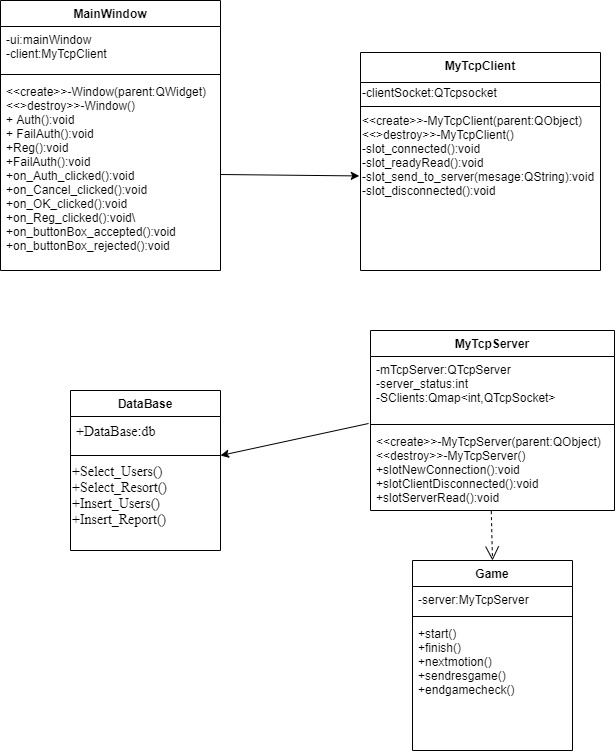 MainWindow
-ui:mainWindow
-client:MyTcpClient
<<create>>-Window(parent:QWidget)
<<>destroy>>-Window()
+ Auth():void
+ FailAuth():void
+Reg():void
+FailAuth():void
+on_Auth_clicked():void
+on_Cancel_clicked():void
+on_OK_clicked():void
+on_Reg_clicked():void\
+on_buttonBox_accepted():void
+on_buttonBox_rejected():void
MyTcpClient
-clientSocket:QTcpsocket
<<create>>-MyTcpClient(parent:QObject)
<<>destroy>>-MyTcpClient()
-slot_connected():void
-slot_readyRead():void
-slot_send_to_server(mesage:QString):void
-slot_disconnected():void
MyTcpServer
-mTcpServer:QTcpServer
-server_status:int
-SClients:Qmap<int,QTcpSocket>
<<create>>-MyTcpServer(parent:QObject)
<<destroy>>-MyTcpServer()
+slotNewConnection():void
+slotClientDisconnected():void
+slotServerRead():void
DataBase
+DataBase:db
+Select_Users()
+Select_Resort()
+Insert_Users()
+Insert_Report()
Game
-server:MyTcpServer
+start()
+finish()
+nextmotion()
+sendresgame()
+endgamecheck()